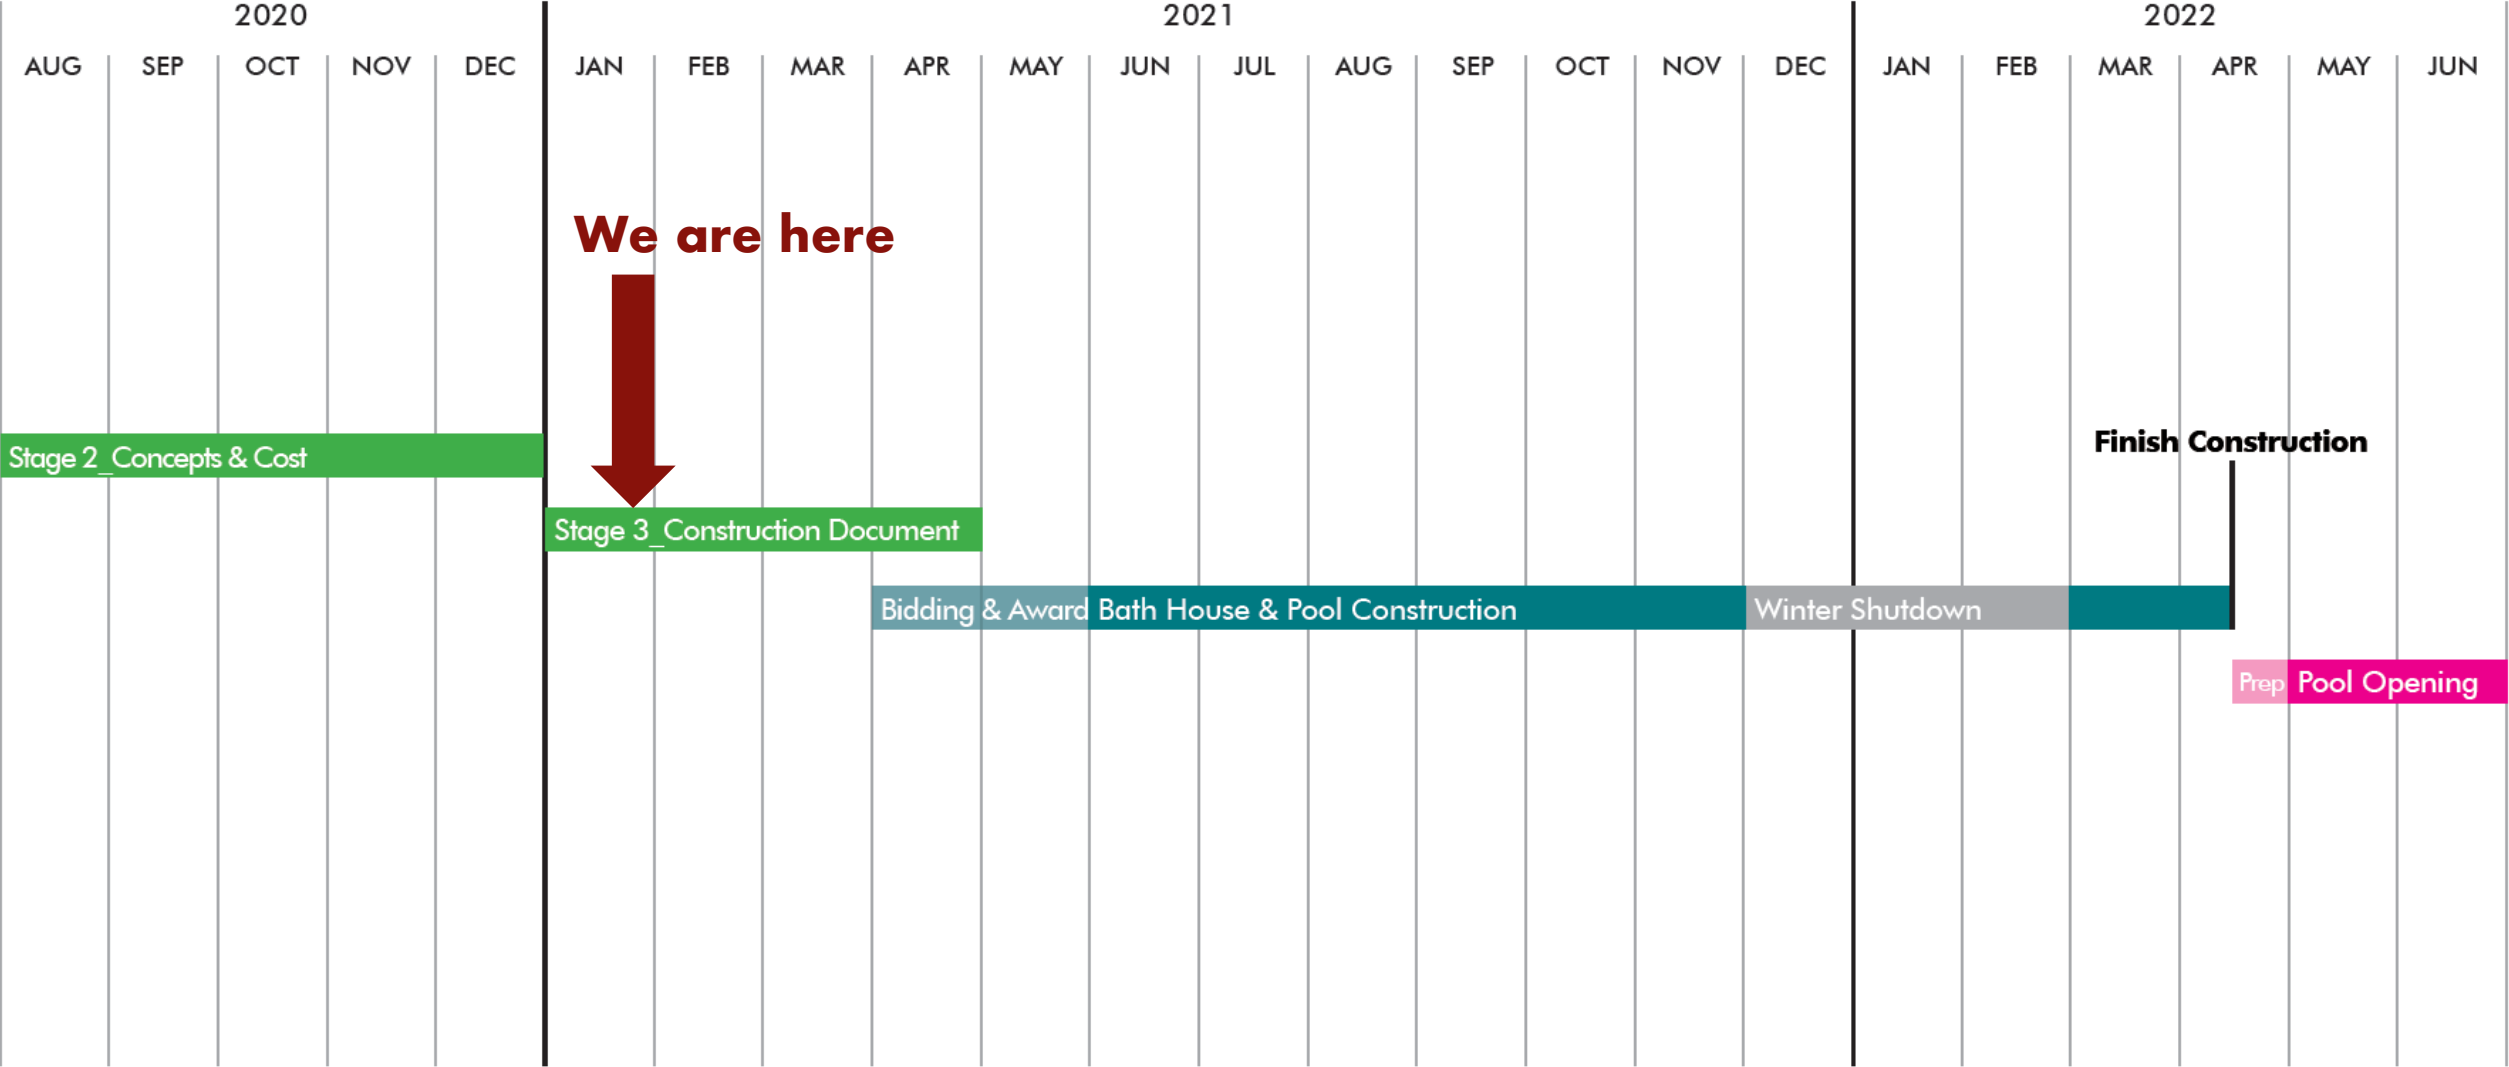 2020 2021 2022
AUG SEP OCT NOV DEC JAN FEB MAR APR MAY JUN JUL AUG SEP OCT NOV DEC JAN FEB MAR APR MAY JUN
We are here
Finish Construction
Stage 2_Concepts & Cost
Stage 3_Construction Document
Bidding & Award Bath House & Pool Construction Winter Shutdown
Prep Pool Opening